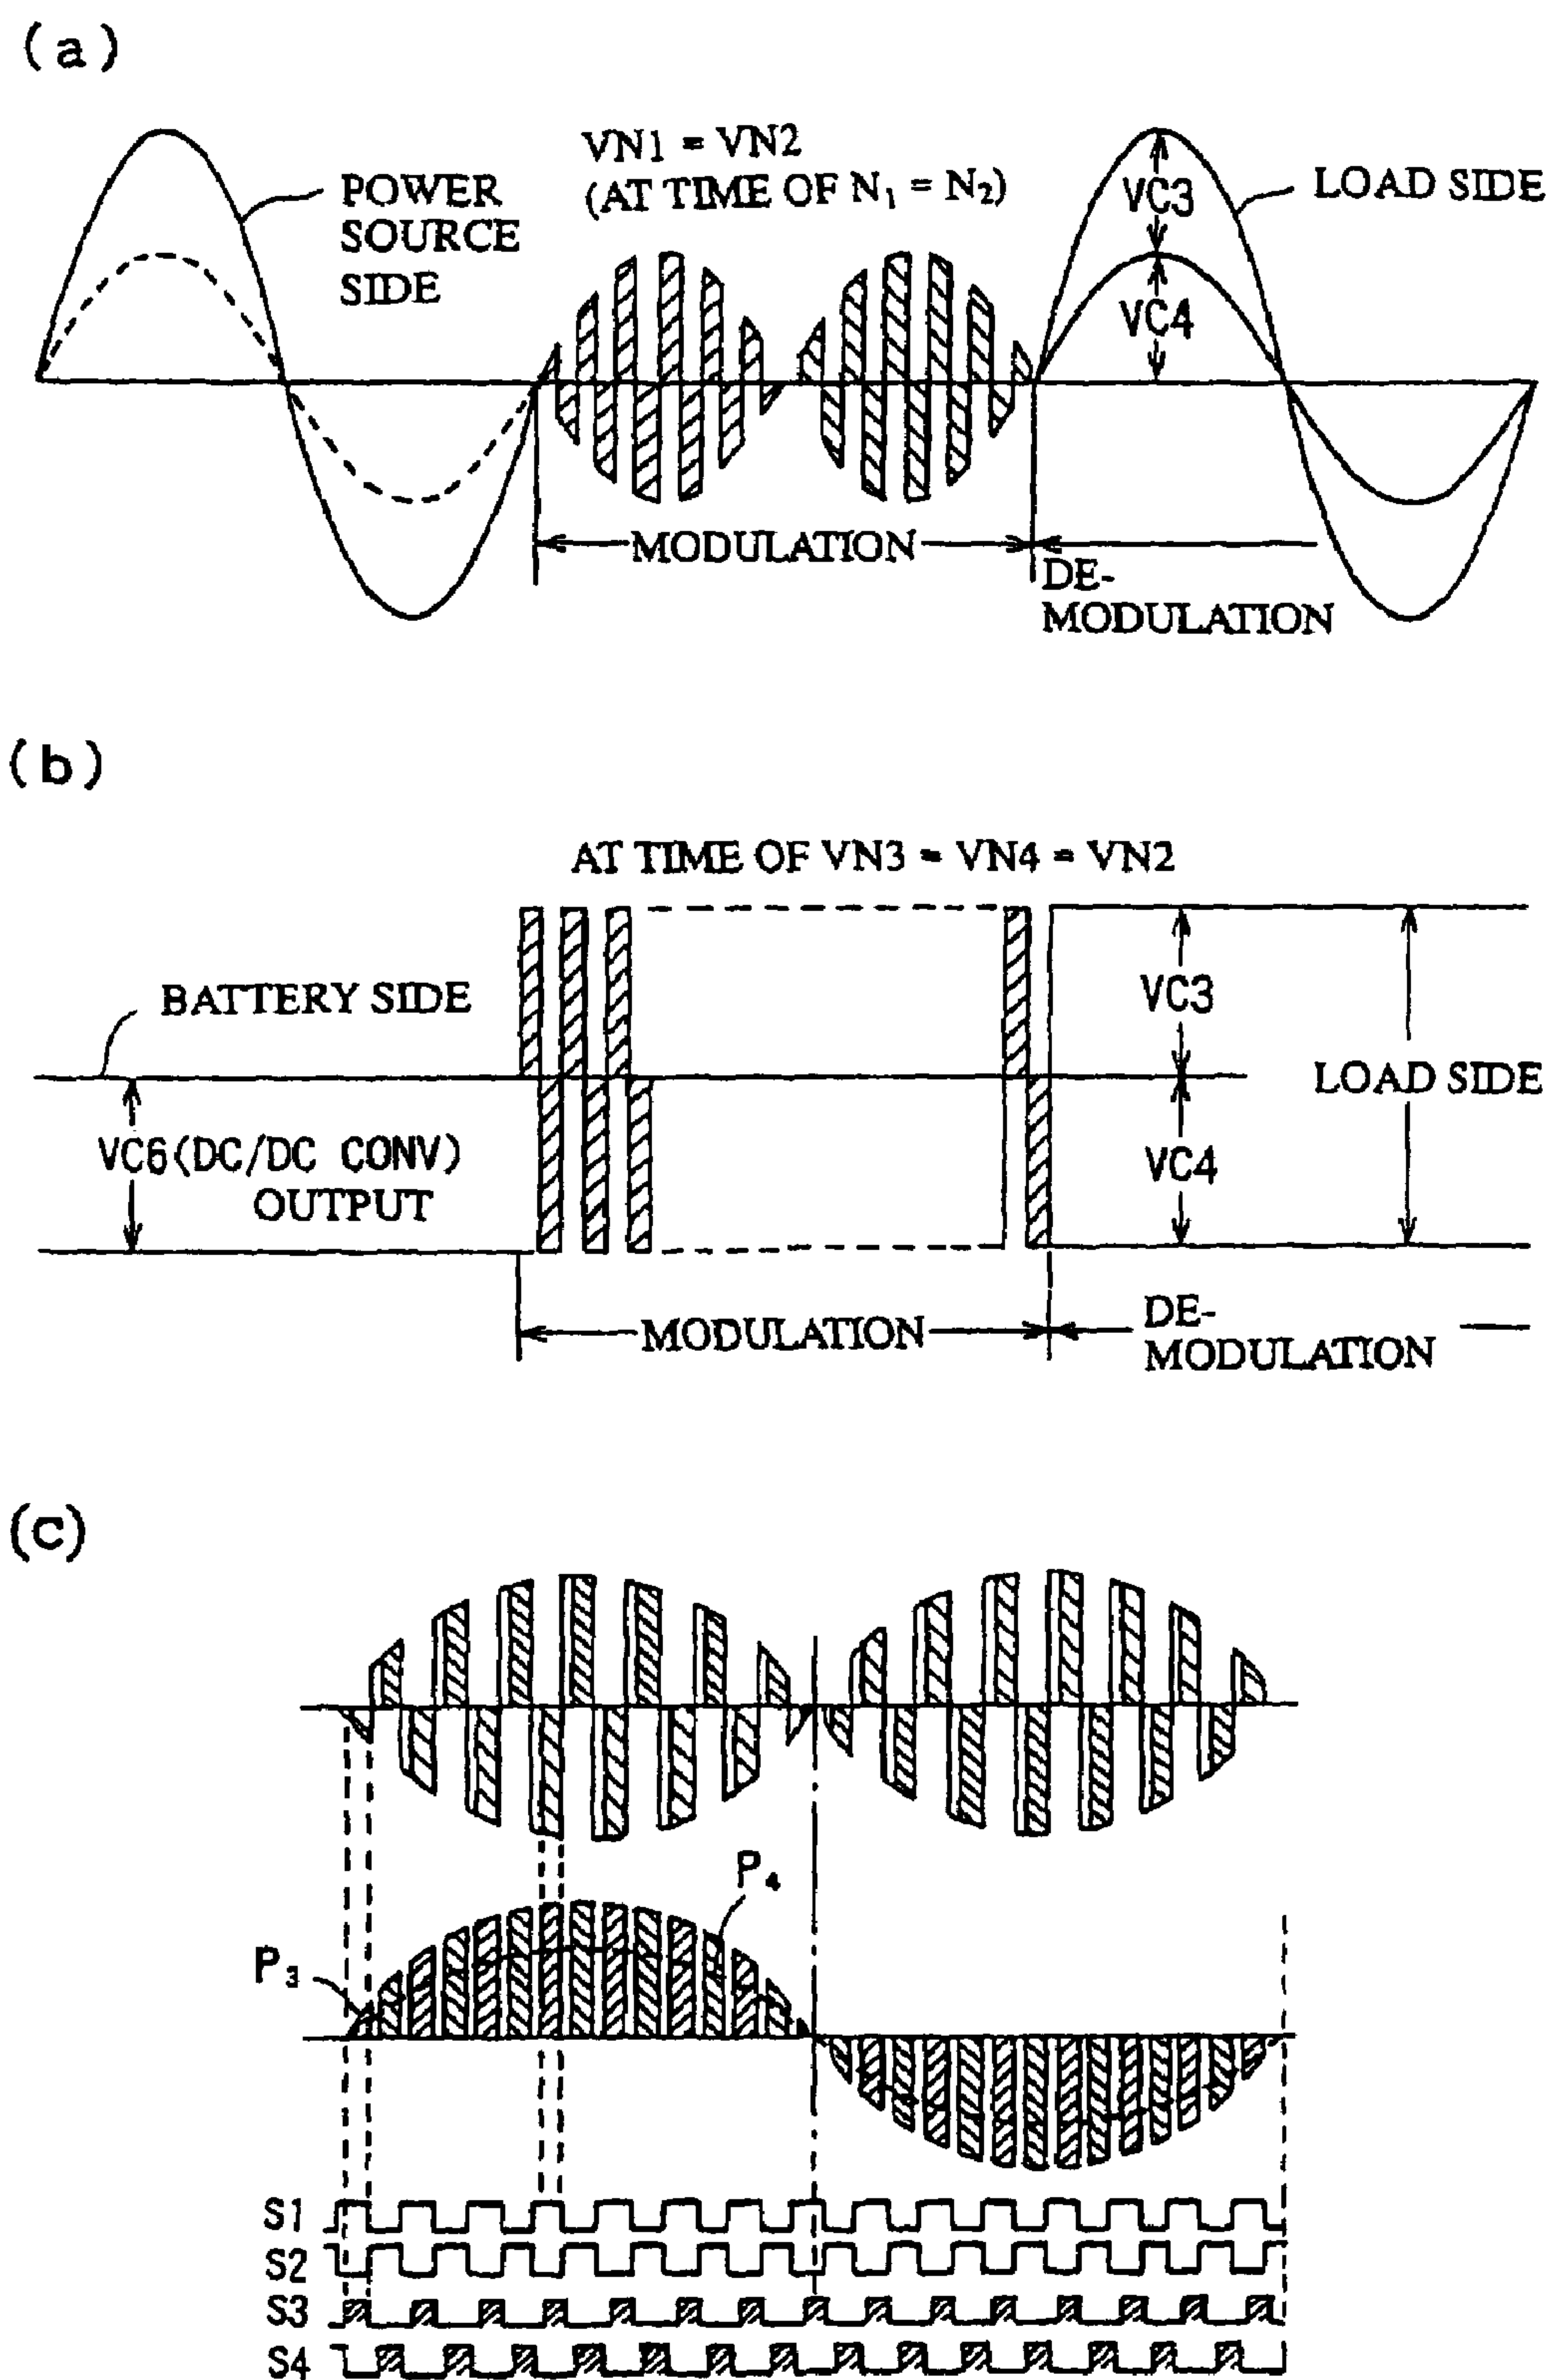 (a)
VN1 = VN2
(AT TIME OF N₁ = N₂)
POWER
SOURCE
SIDE
VC3
LOAD SIDE
VC4
MODULATION
DE-
MODULATION
(b)
AT TIME OF VN3 = VN4 = VN2
BATTERY SIDE
VC3
LOAD SIDE
VC6(DC/DC CONV)
OUTPUT
VC4
MODULATION
DE-
MODULATION
(c)
P₄
P₃
S1
S2
S3
S4